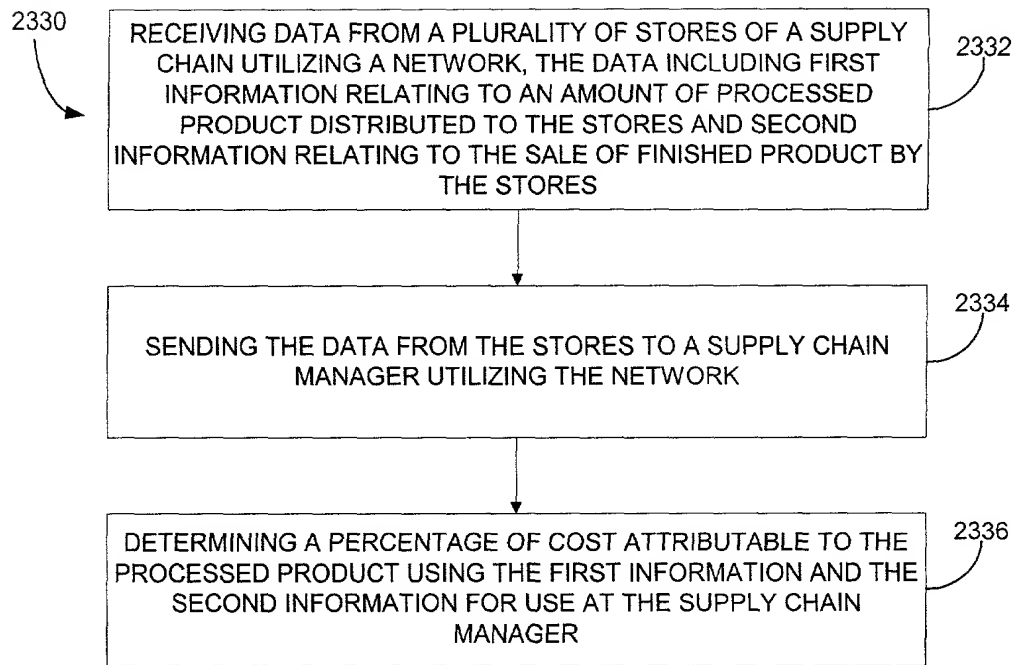 2330
RECEIVING DATA FROM A PLURALITY OF STORES OF A SUPPLY
CHAIN UTILIZING A NETWORK, THE DATA INCLUDING FIRST
INFORMATION RELATING TO AN AMOUNT OF PROCESSED
PRODUCT DISTRIBUTED TO THE STORES AND SECOND
INFORMATION RELATING TO THE SALE OF FINISHED PRODUCT BY
THE STORES
2332
SENDING THE DATA FROM THE STORES TO A SUPPLY CHAIN
MANAGER UTILIZING THE NETWORK
2334
DETERMINING A PERCENTAGE OF COST ATTRIBUTABLE TO THE
PROCESSED PRODUCT USING THE FIRST INFORMATION AND THE
SECOND INFORMATION FOR USE AT THE SUPPLY CHAIN
MANAGER
2336